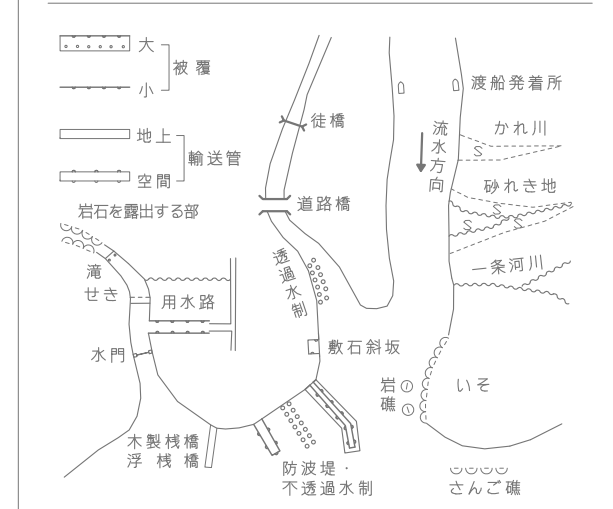 大
被覆
小
地上
輸送管
空間
岩石を露出する部
滝
せき
用水路
水門
木製桟橋
浮桟橋
徒橋
道路橋
透過水制
敷石斜坂
防波堤・
不透過水制
渡船発着所
流水方向
かれ川
S
砂れき地
S
S
一条河川
岩礁
いそ
さんご礁